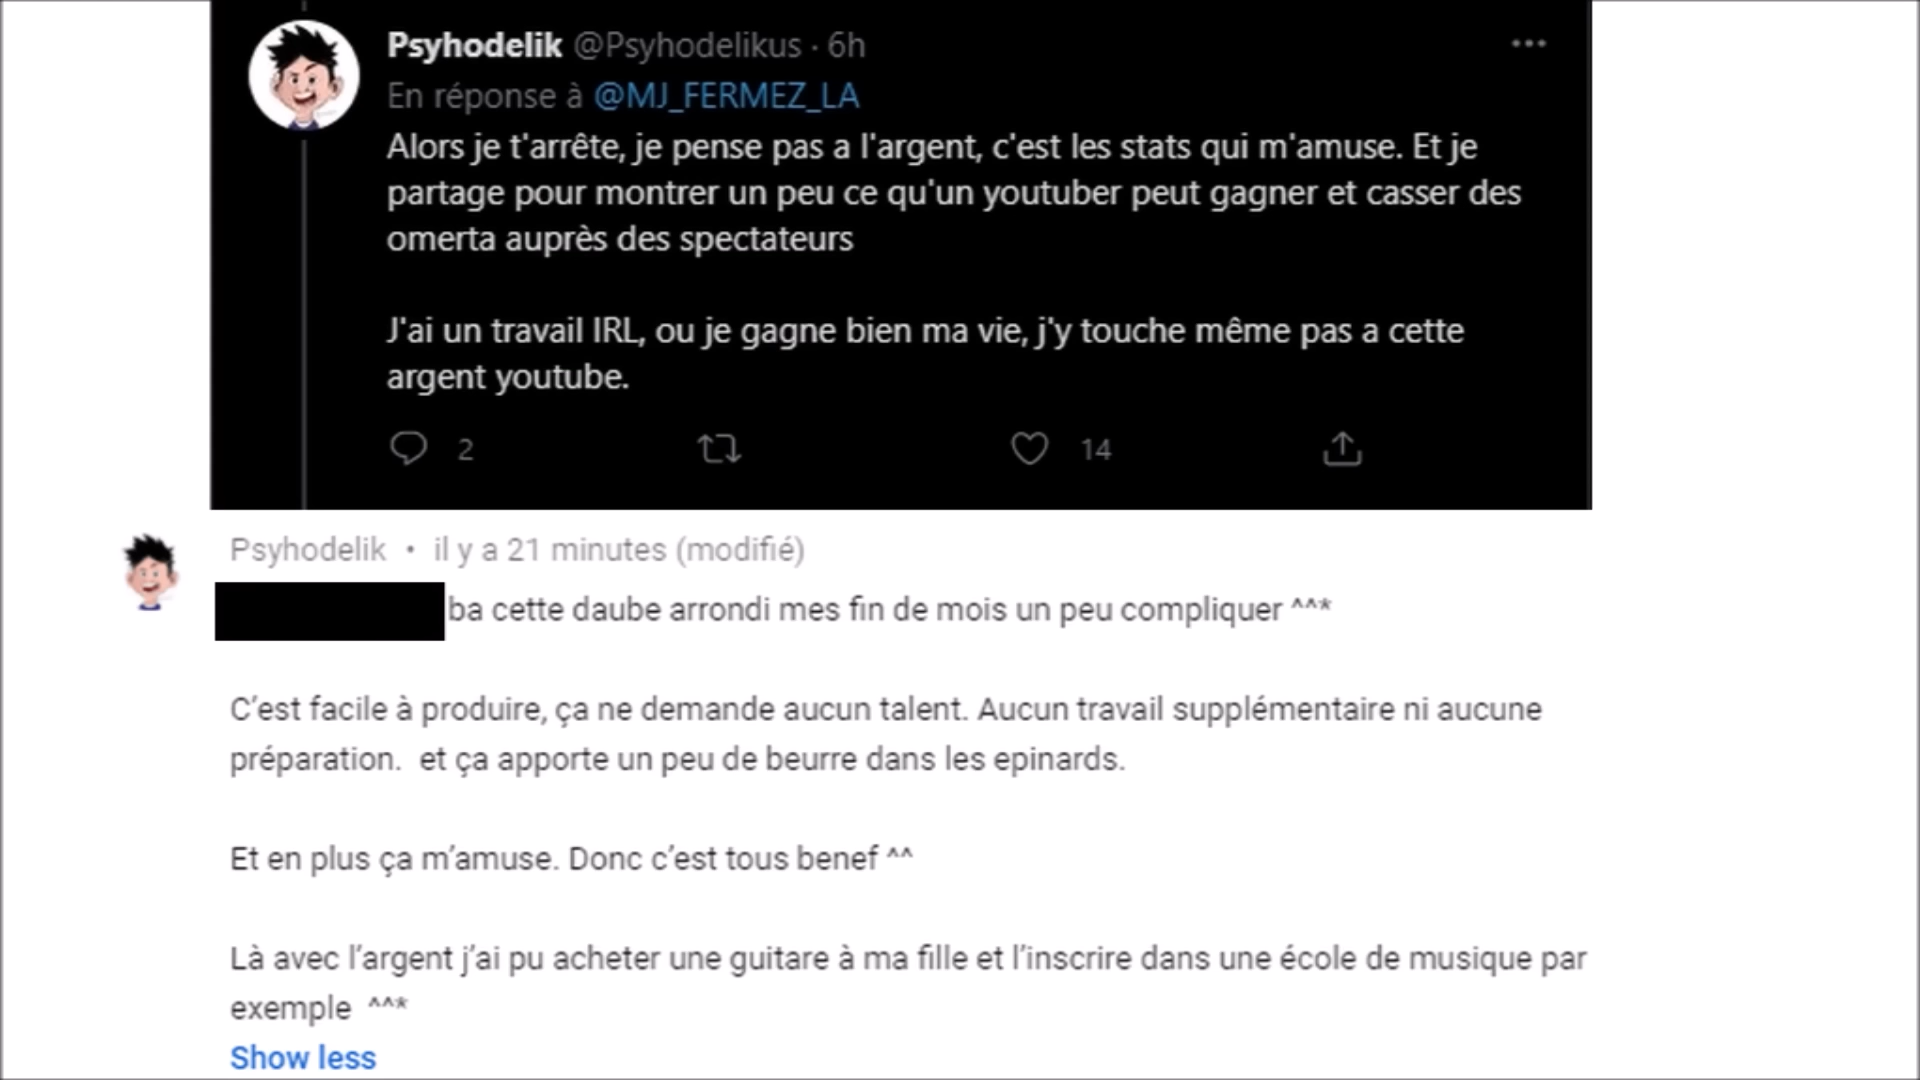 Psyhodelik @Psyhodelikus · 6h
En réponse à @MJ_FERMEZ_LA
Alors je t'arrête, je pense pas a l'argent, c'est les stats qui m'amuse. Et je
partage pour montrer un peu ce qu'un youtuber peut gagner et casser des
omerta auprès des spectateurs
J'ai un travail IRL, ou je gagne bien ma vie, j'y touche même pas a cette
argent youtube.
2 14
Psyhodelik • il y a 21 minutes (modifié)
ba cette daube arrondi mes fin de mois un peu compliquer ^^*
C’est facile à produire, ça ne demande aucun talent. Aucun travail supplémentaire ni aucune
préparation.  et ça apporte un peu de beurre dans les epinards.
Et en plus ça m’amuse. Donc c’est tous benef ^^
Là avec l’argent j’ai pu acheter une guitare à ma fille et l’inscrire dans une école de musique par
exemple  ^^*
Show less